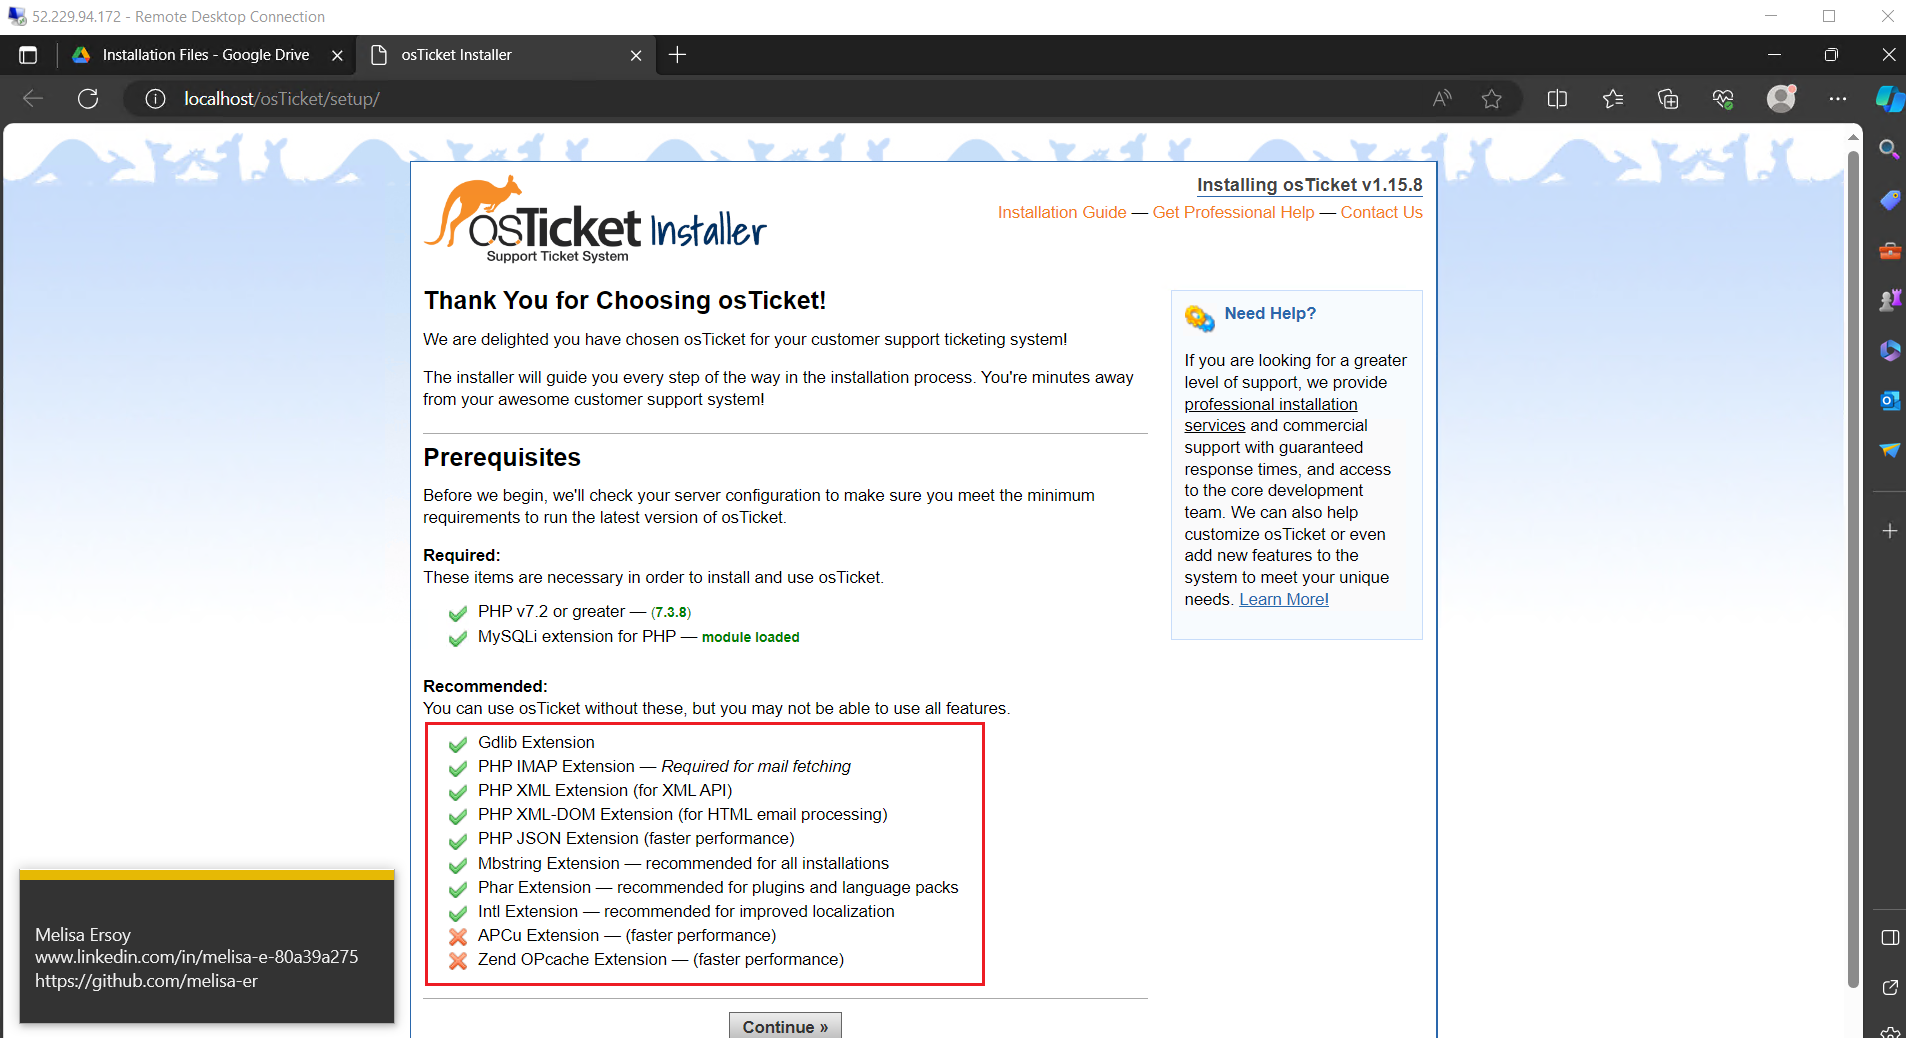 52.229.94.172 - Remote Desktop Connection
Installation Files - Google Drive
osTicket Installer
localhost/osTicket/setup/
osTicket Installer
Support Ticket System
Installing osTicket v1.15.8
Installation Guide — Get Professional Help — Contact Us
Thank You for Choosing osTicket!
We are delighted you have chosen osTicket for your customer support ticketing system!
The installer will guide you every step of the way in the installation process. You're minutes away
from your awesome customer support system!
Prerequisites
Before we begin, we'll check your server configuration to make sure you meet the minimum
requirements to run the latest version of osTicket.
Required:
These items are necessary in order to install and use osTicket.
PHP v7.2 or greater — (7.3.8)
MySQLi extension for PHP — module loaded
Recommended:
You can use osTicket without these, but you may not be able to use all features.
Gdlib Extension
PHP IMAP Extension — Required for mail fetching
PHP XML Extension (for XML API)
PHP XML-DOM Extension (for HTML email processing)
PHP JSON Extension (faster performance)
Mbstring Extension — recommended for all installations
Phar Extension — recommended for plugins and language packs
Intl Extension — recommended for improved localization
APCu Extension — (faster performance)
Zend OPcache Extension — (faster performance)
Continue »
Need Help?
If you are looking for a greater
level of support, we provide
professional installation
services and commercial
support with guaranteed
response times, and access
to the core development
team. We can also help
customize osTicket or even
add new features to the
system to meet your unique
needs. Learn More!
Melisa Ersoy
www.linkedin.com/in/melisa-e-80a39a275
https://github.com/melisa-er